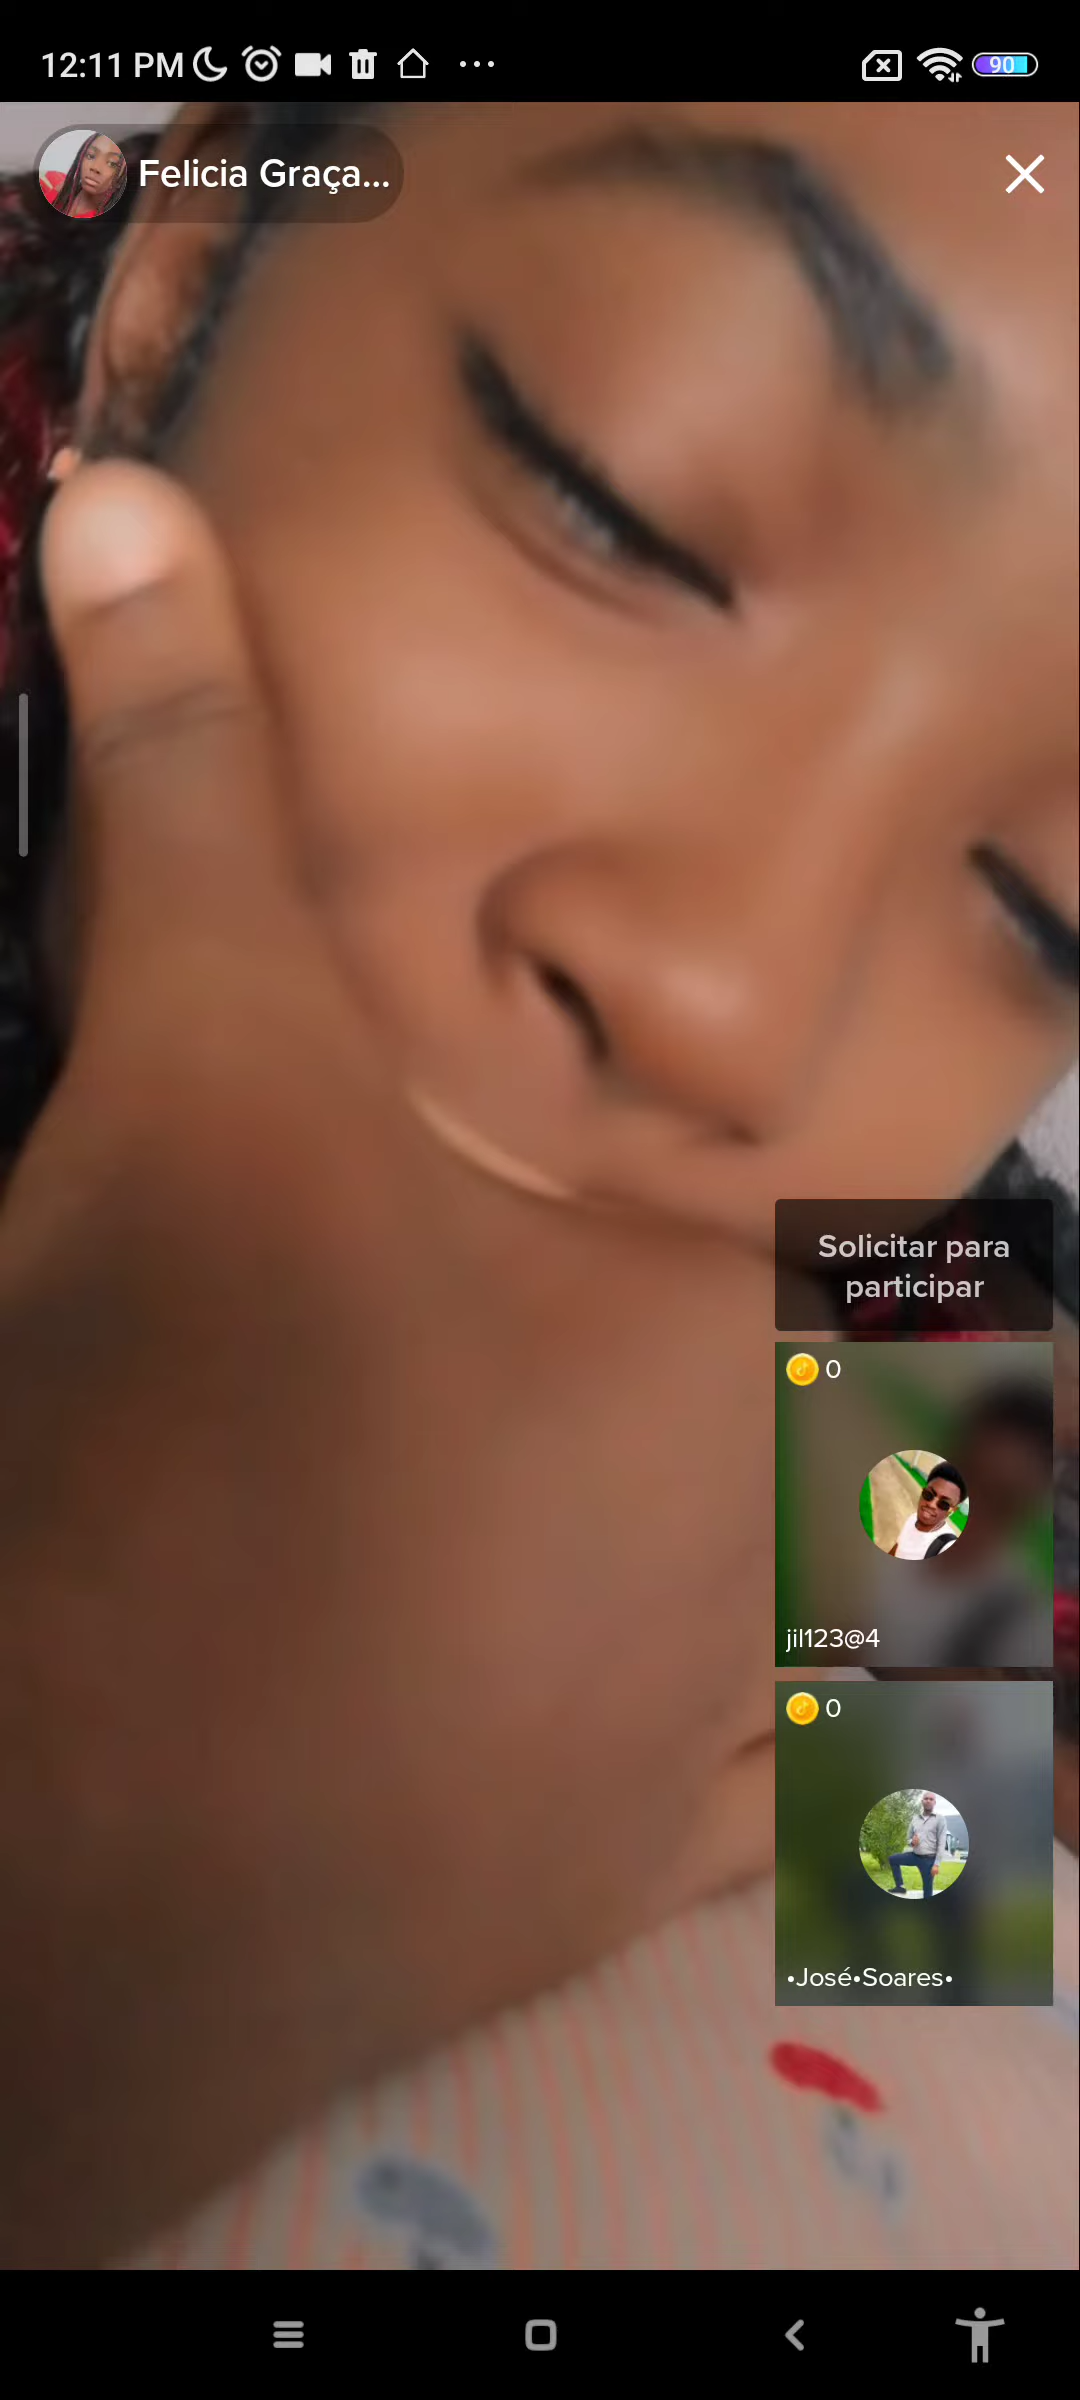 12:11 PM
90
Felicia Graça...
Solicitar para
participar
0
jil123@4
0
•José•Soares•